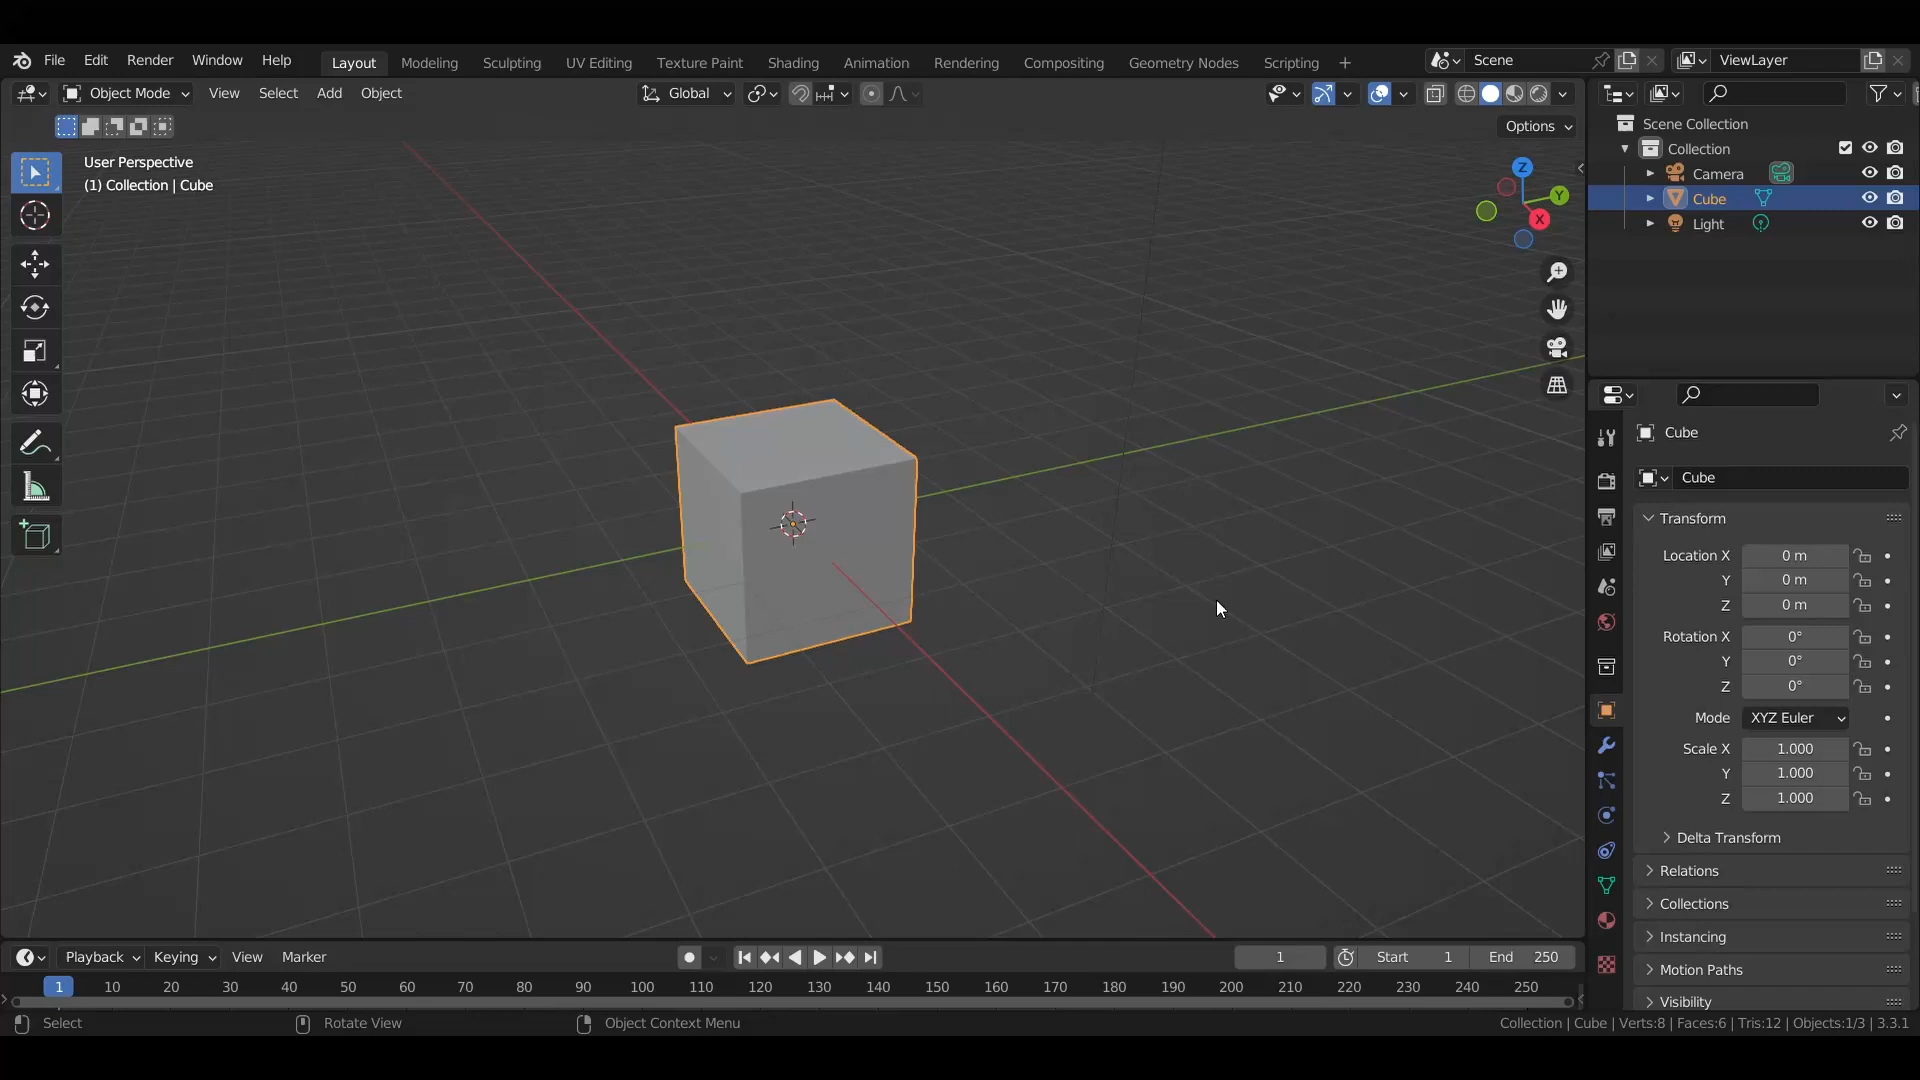 File Edit Render Window Help Layout Modeling Sculpting UV Editing Texture Paint Shading Animation Rendering Compositing Geometry Nodes Scripting + Scene ViewLayer
Object Mode View Select Add Object Global
Options
User Perspective
(1) Collection | Cube
Z
Y
X
Scene Collection
Collection
Camera
Cube
Light
Cube
Cube
Transform
Location X 0 m
Y 0 m
Z 0 m
Rotation X 0°
Y 0°
Z 0°
Mode XYZ Euler
Scale X 1.000
Y 1.000
Z 1.000
Delta Transform
Relations
Collections
Instancing
Motion Paths
Visibility
Playback Keying View Marker 1 Start 1 End 250
1 10 20 30 40 50 60 70 80 90 100 110 120 130 140 150 160 170 180 190 200 210 220 230 240 250
Select Rotate View Object Context Menu Collection | Cube | Verts:8 | Faces:6 | Tris:12 | Objects:1/3 | 3.3.1